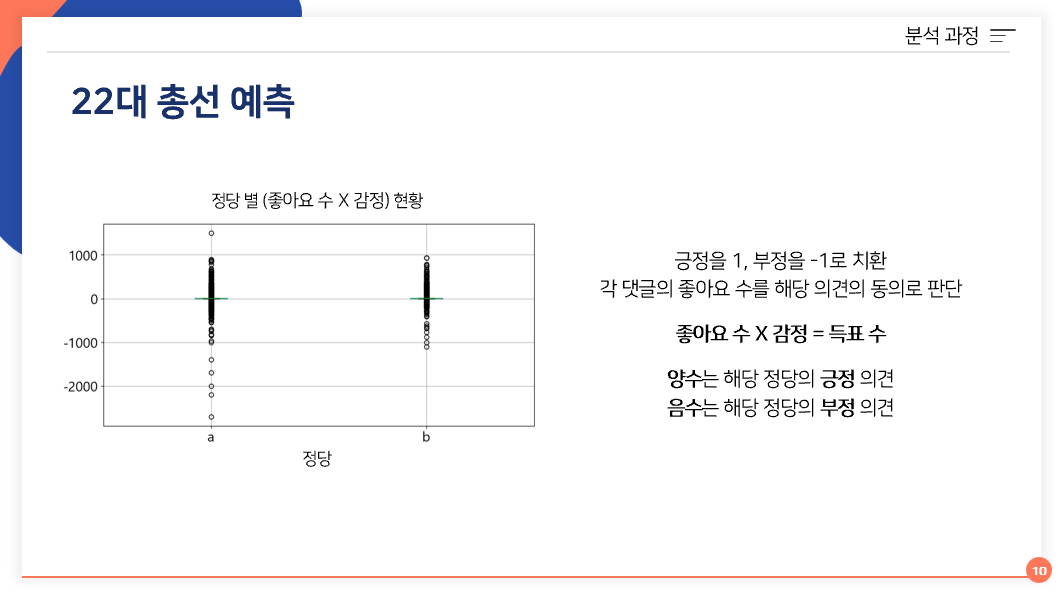 분석 과정
22대 총선 예측
정당 별 (좋아요 수 X 감정) 현황
1000
0
-1000
-2000
a
b
정당
긍정을 1, 부정을 -1로 치환
각 댓글의 좋아요 수를 해당 의견의 동의로 판단
좋아요 수 X 감정 = 득표 수
양수는 해당 정당의 긍정 의견
음수는 해당 정당의 부정 의견
10